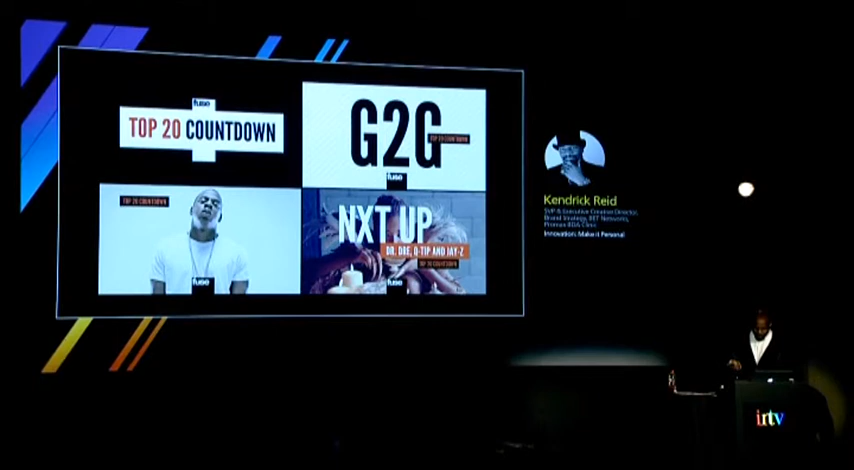 fuse
TOP 20 COUNTDOWN
G2G
TOP 20 COUNTDOWN
fuse
TOP 20 COUNTDOWN
fuse
NXT UP
DR. DRE, Q-TIP AND JAY-Z
TOP 20 COUNTDOWN
fuse
Kendrick Reid
SVP & Executive Creative Director,
Brand Strategy, BET Networks,
Promax BDA
Innovation: Make it Personal
irtv